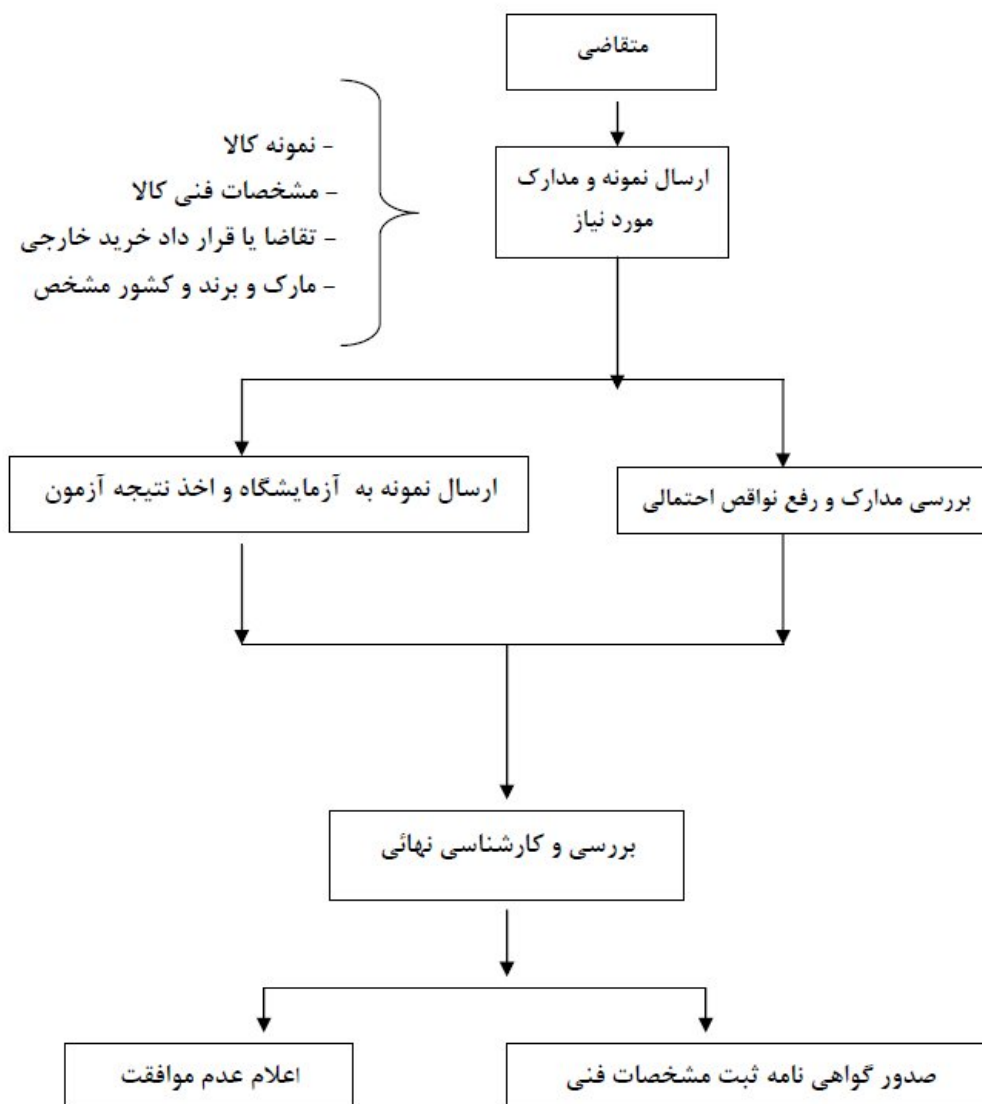 متقاضی
ارسال نمونه و مدارک
مورد نیاز
- نمونه کالا
- مشخصات فنی کالا
- تقاضا یا قرار داد خرید خارجی
- مارک و برند و کشور مشخص
بررسی مدارک و رفع نواقص احتمالی
ارسال نمونه به آزمایشگاه و اخذ نتیجه آزمون
بررسی و کارشناسی نهائی
صدور گواهی نامه ثبت مشخصات فنی
اعلام عدم موافقت